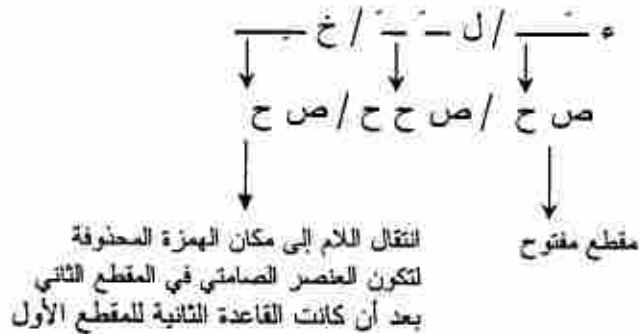 ء ـَـ / ل ـَـ ـَـ / خ ـِـ
ص ح / ص ح ح / ص ح
مقطع مفتوح
انتقال اللام إلى مكان الهمزة المحذوفة
لتكون العنصر الصامتي في المقطع الثاني
بعد أن كانت القاعدة الثانية للمقطع الأول